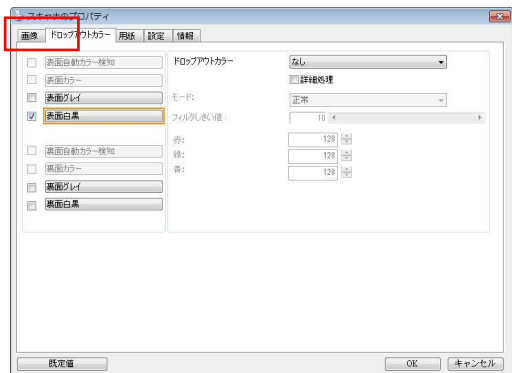 スキャナのプロパティ
画像 ドロップアウトカラー 用紙 設定 情報
表面自動カラー検知
表面カラー
表面グレイ
表面白黒
裏面自動カラー検知
裏面カラー
裏面グレイ
裏面白黒
ドロップアウトカラー なし
詳細処理
モード: 正常
フィルタしきい値: 10
赤: 128
緑: 128
青: 128
既定値 OK キャンセル